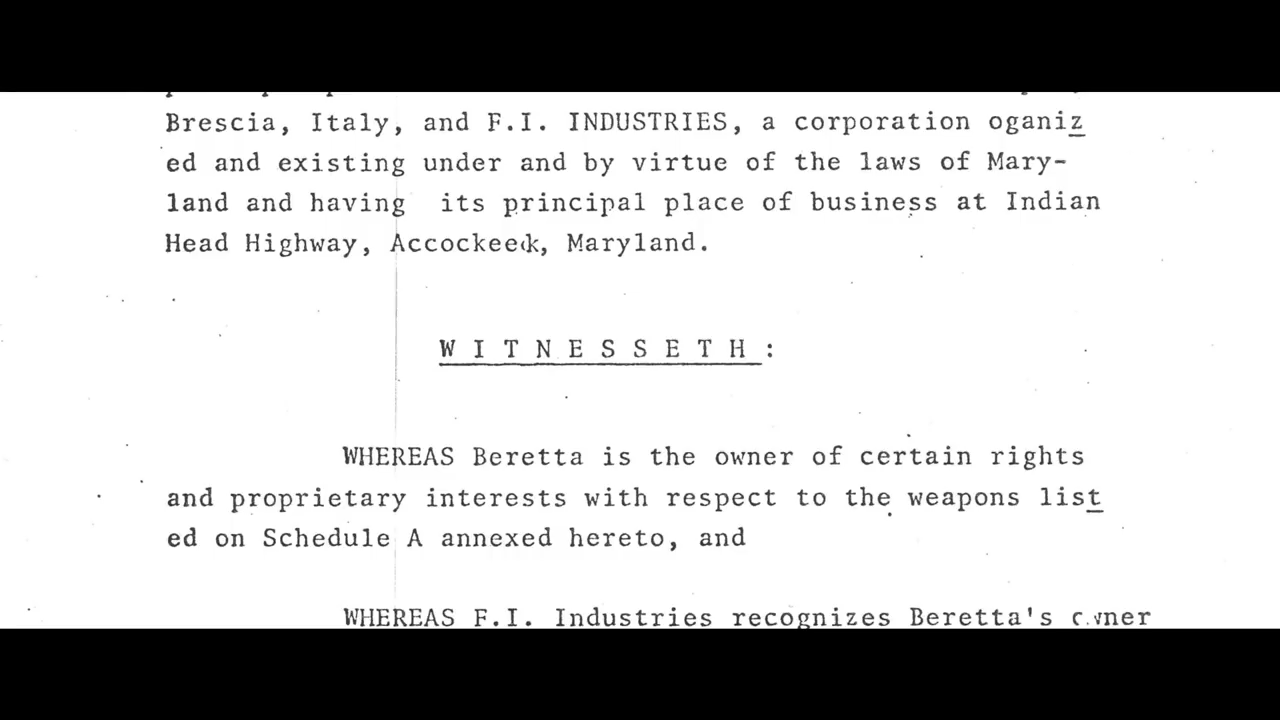 Brescia, Italy, and F.I. INDUSTRIES, a corporation oganiz
ed and existing under and by virtue of the laws of Mary-
land and having its principal place of business at Indian
Head Highway, Accockeek, Maryland.
W I T N E S S E T H :
WHEREAS Beretta is the owner of certain rights
and proprietary interests with respect to the weapons list
ed on Schedule A annexed hereto, and
WHEREAS F.I. Industries recognizes Beretta's owner